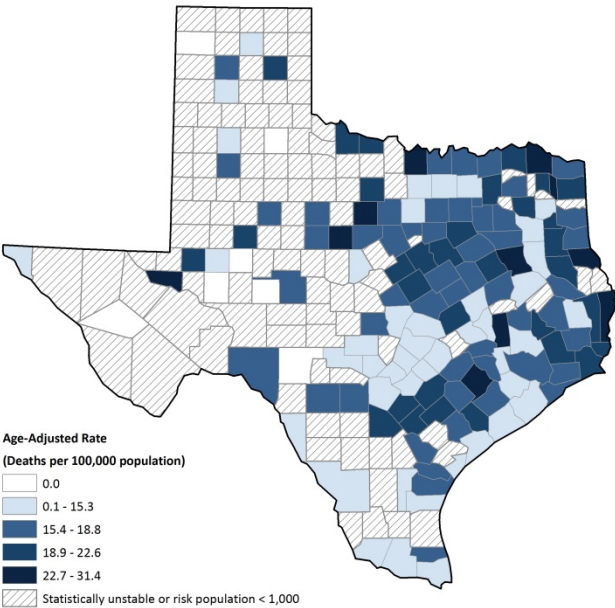 Age-Adjusted Rate
(Deaths per 100,000 population)
0.0
0.1 - 15.3
15.4 - 18.8
18.9 - 22.6
22.7 - 31.4
Statistically unstable or risk population < 1,000